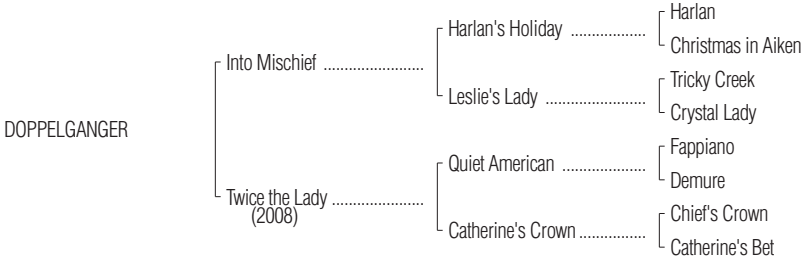 Harlan
Harlan's Holiday ..................
Christmas in Aiken
Into Mischief ........................
Tricky Creek
Leslie's Lady ........................
Crystal Lady
DOPPELGANGER
Fappiano
Quiet American ....................
Demure
Twice the Lady ......................
(2008)
Chief's Crown
Catherine's Crown ................
Catherine's Bet